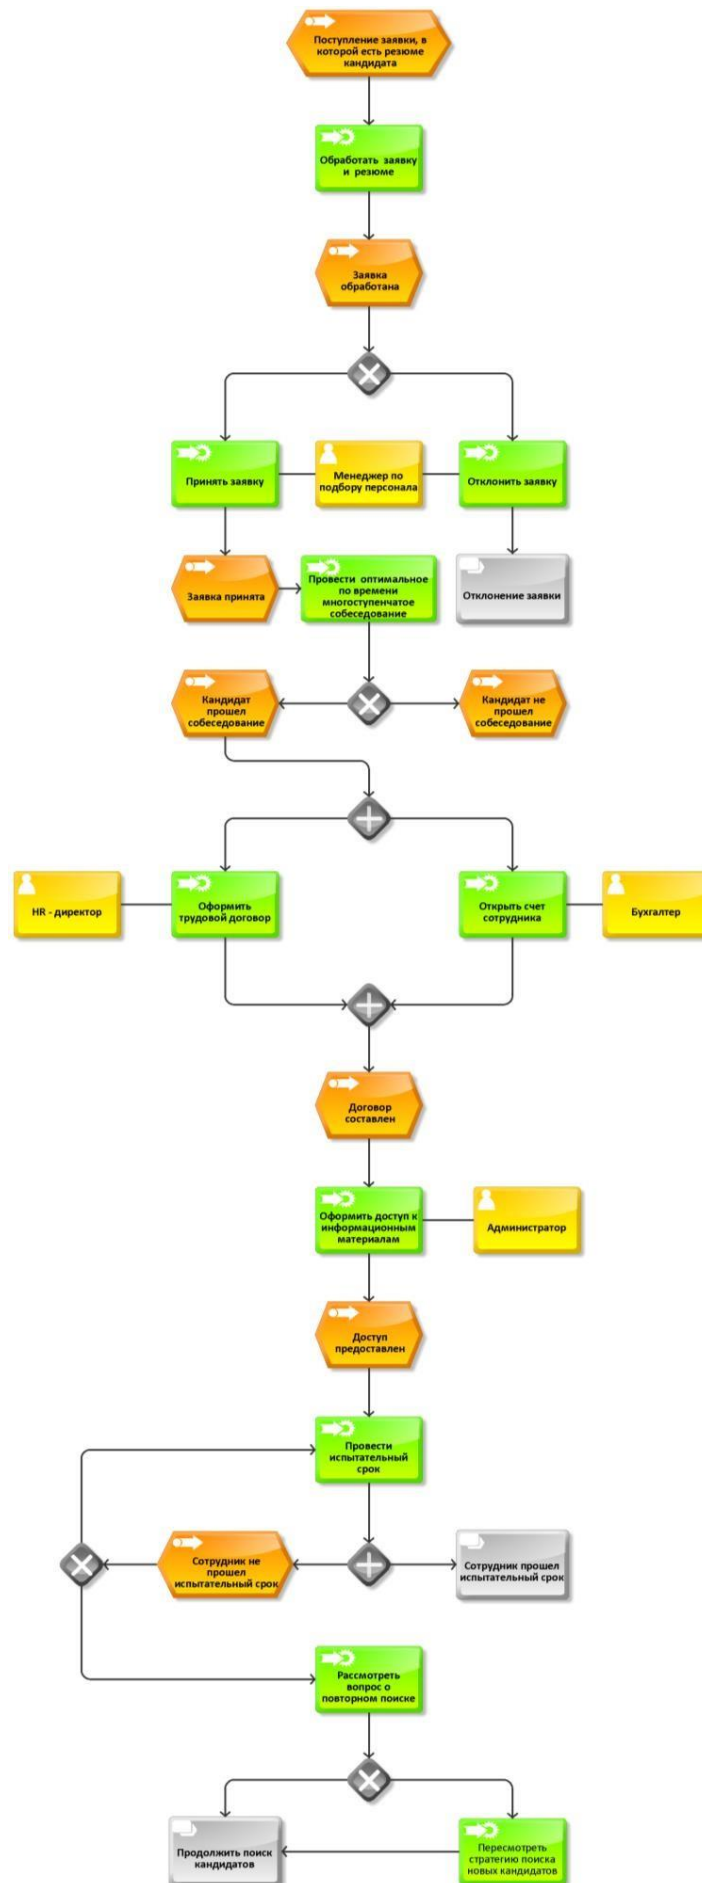 Поступление заявки, в
которой есть резюме
кандидата
Обработать заявку
и резюме
Заявка
обработана
Принять заявку
Менеджер по
подбору персонала
Отклонить заявку
Заявка принята
Провести оптимальное
по времени
многоступенчатое
собеседование
Отклонение заявки
Кандидат
прошел
собеседование
Кандидат не
прошел
собеседование
HR - директор
Оформить
трудовой договор
Открыть счет
сотрудника
Бухгалтер
Договор
составлен
Оформить доступ к
информационным
материалам
Администратор
Доступ
предоставлен
Провести
испытательный
срок
Сотрудник не
прошел
испытательный срок
Сотрудник прошел
испытательный срок
Рассмотреть
вопрос о
повторном поиске
Продолжить поиск
кандидатов
Пересмотреть
стратегию поиска
новых кандидатов